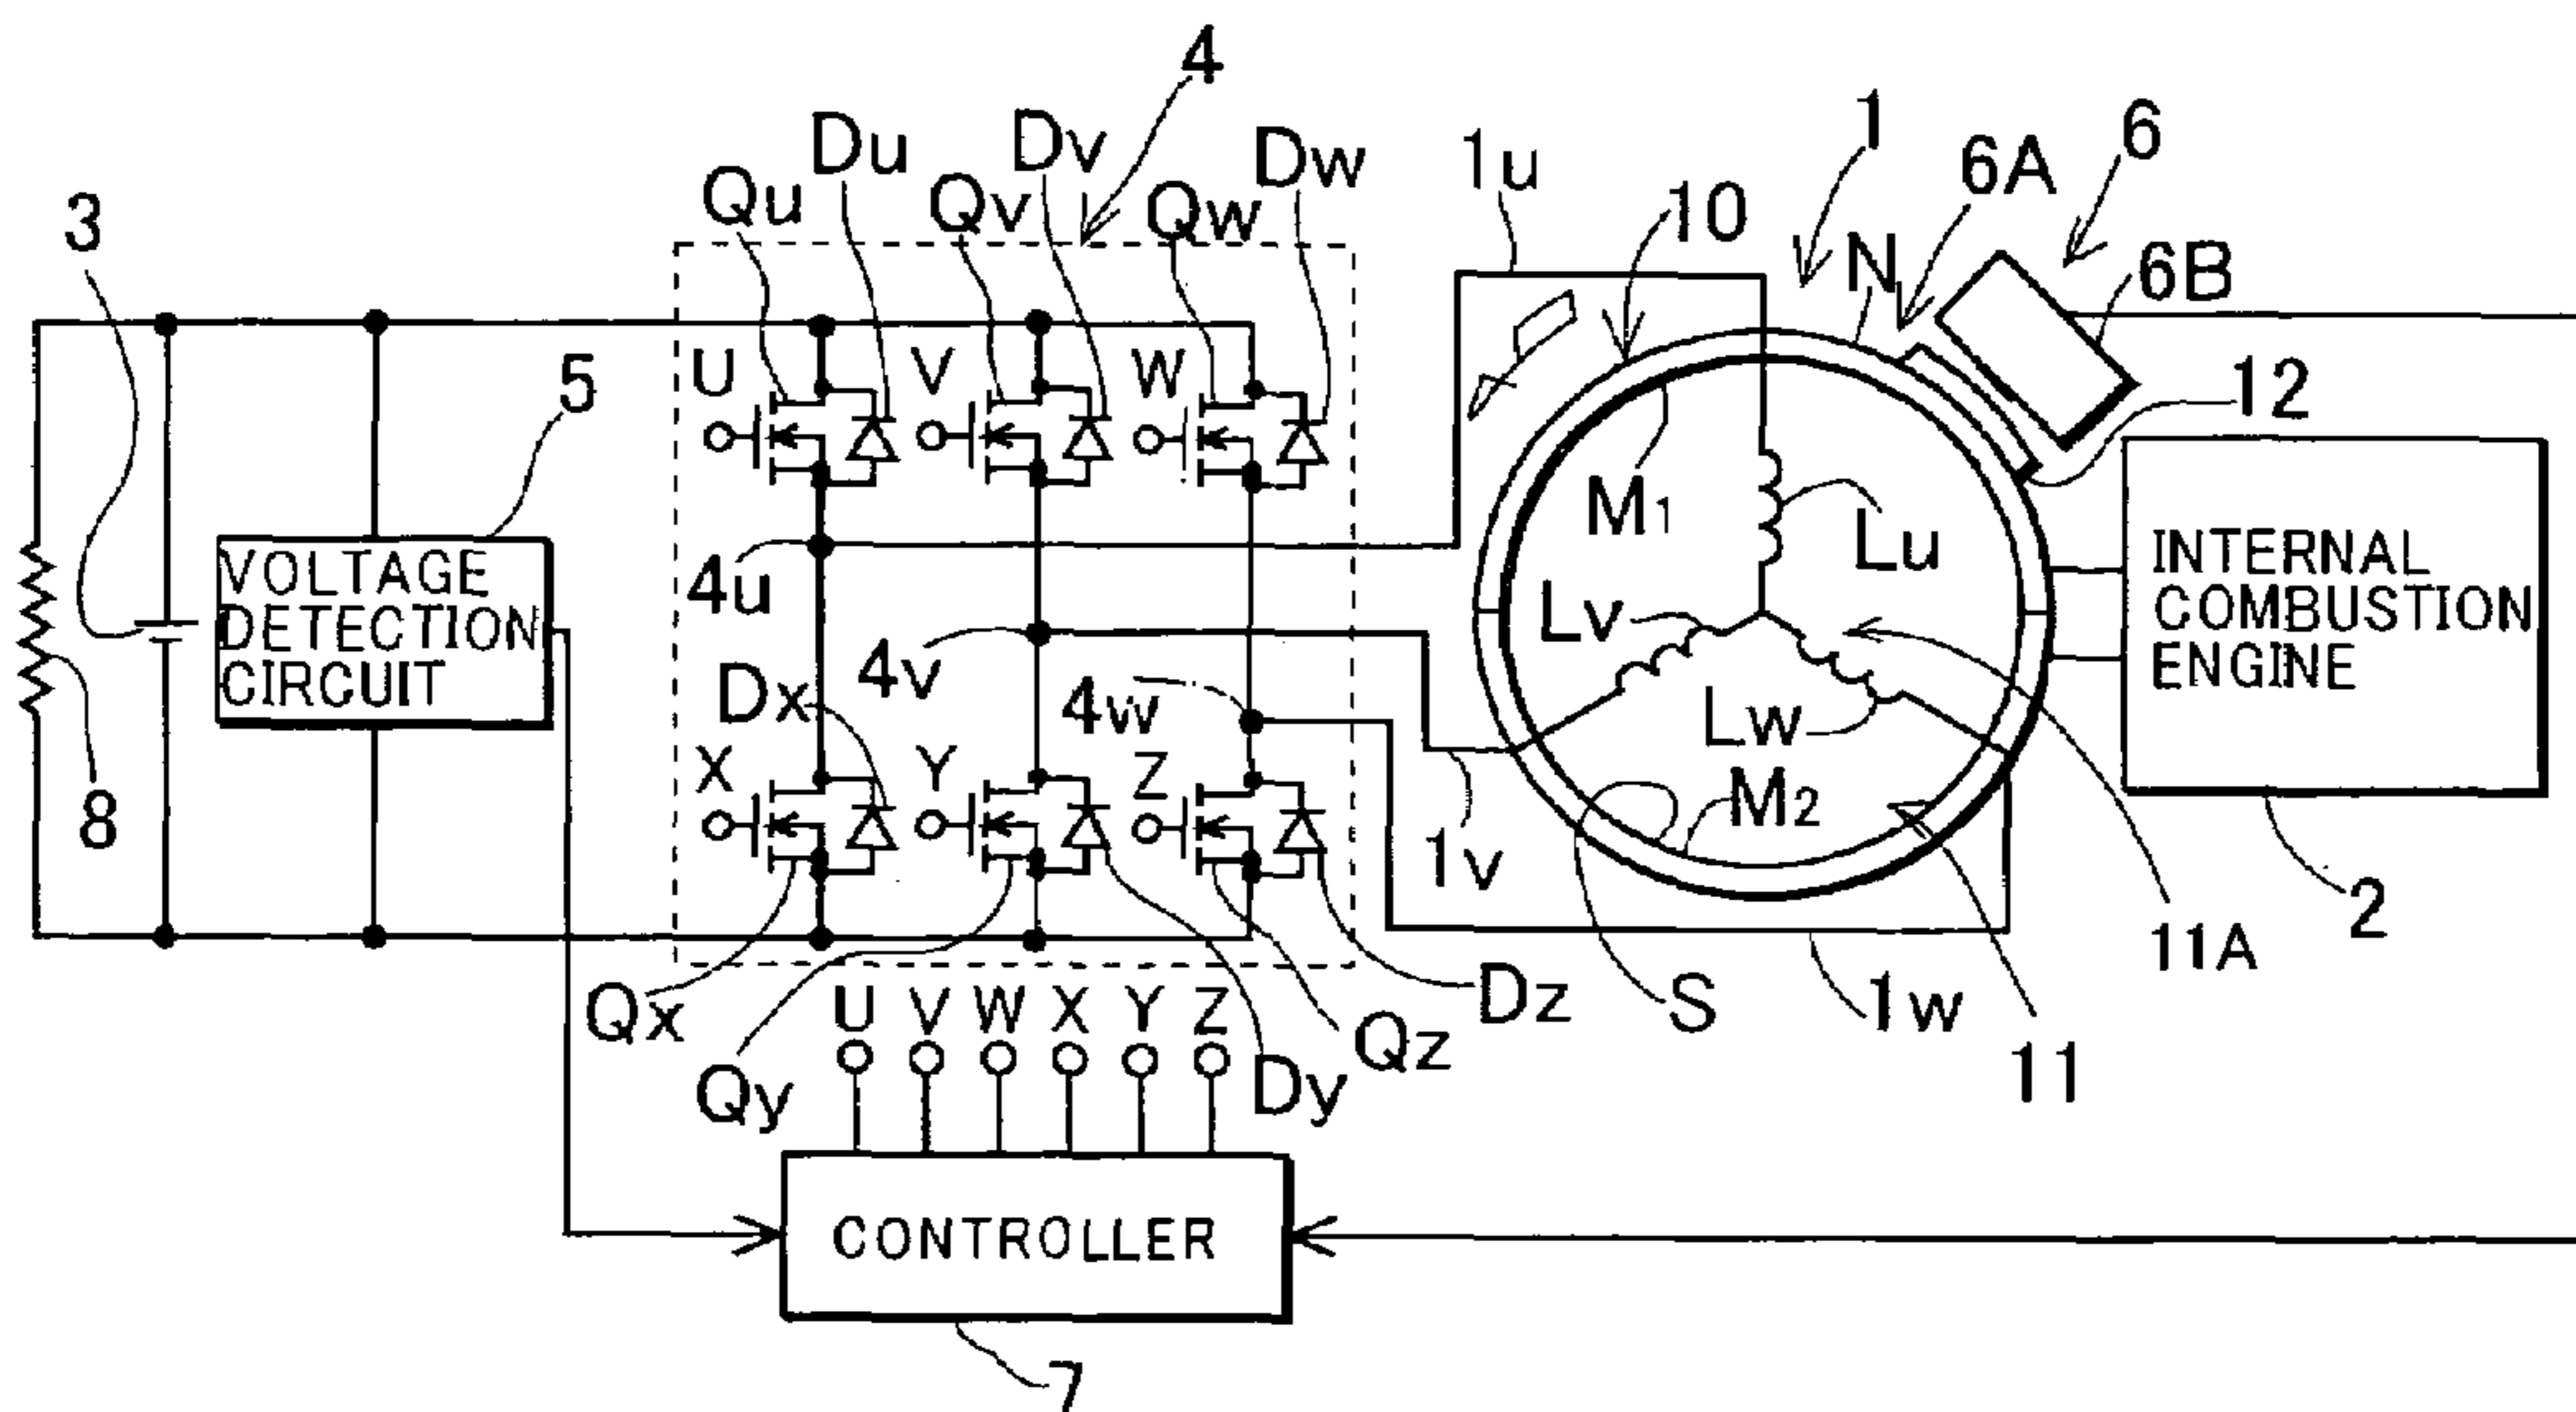 4
Du
Dv
Dw
Qu
Qv
Qw
1u
1
6A
6
3
10
N
6B
U
V
W
5
12
M1
Lu
VOLTAGE
DETECTION
CIRCUIT
4u
INTERNAL
COMBUSTION
ENGINE
Lv
4v
Dx
4w
Lw
X
Y
Z
M2
8
1v
2
11A
Qx
U V W X Y Z
Dz
S
1w
Qy
Dy
Qz
11
CONTROLLER
7